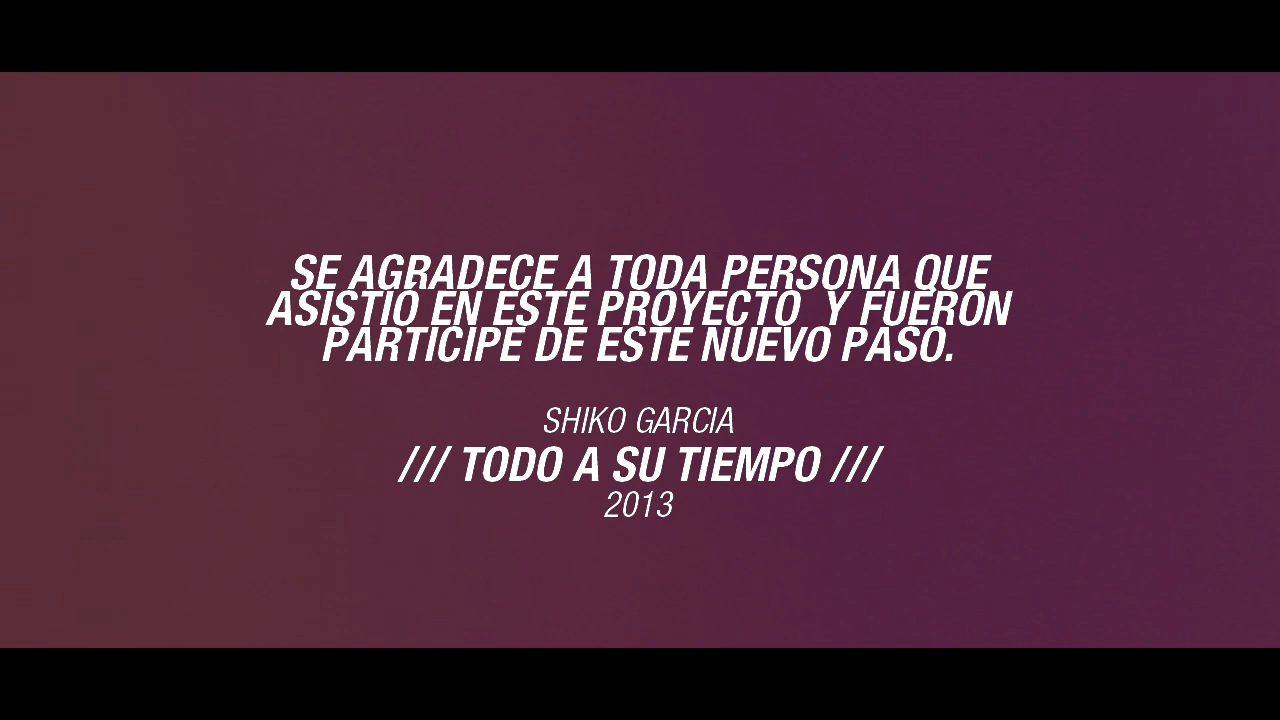 SE AGRADECE A TODA PERSONA QUE
ASISTIÓ EN ESTE PROYECTO  Y FUERON
PARTICIPE DE ESTE NUEVO PASO.
SHIKO GARCIA
/// TODO A SU TIEMPO ///
2013